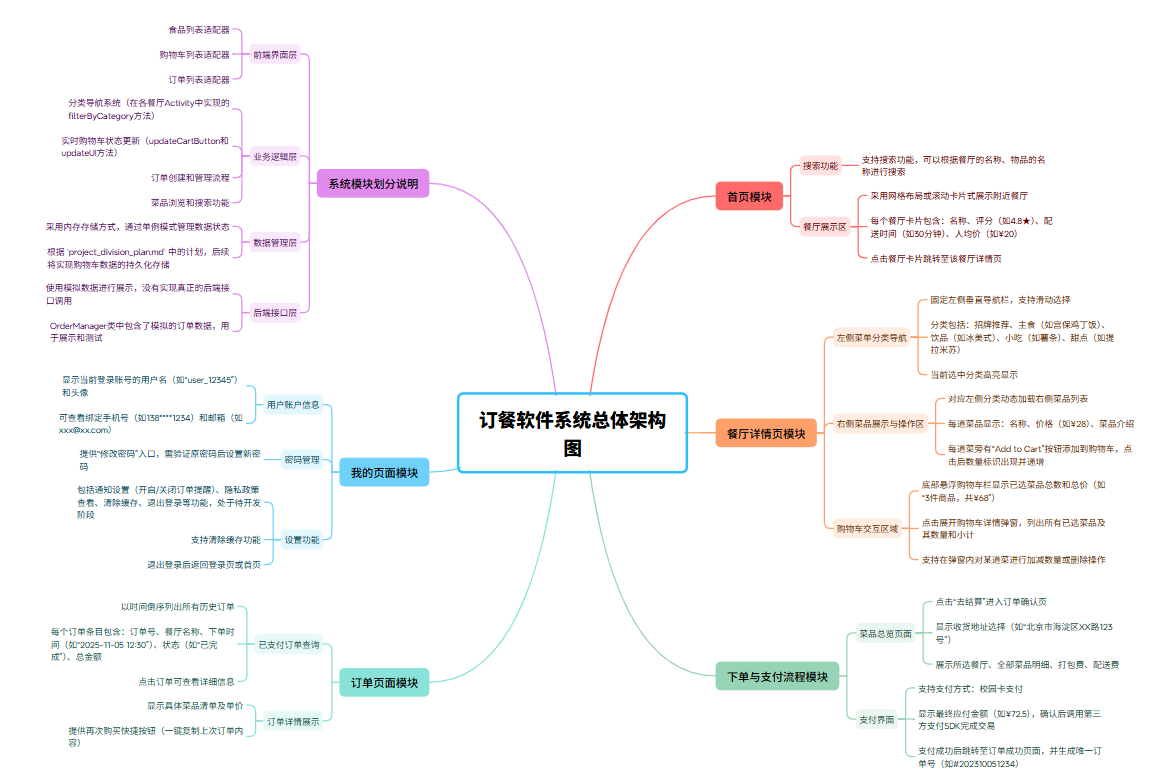 订餐软件系统总体架构
图
首页模块
搜索功能
支持搜索功能，可以根据餐厅的名称、物品的名
称进行搜索
餐厅展示区
采用网格布局或滚动卡片式展示附近餐厅
每个餐厅卡片包含：名称、评分（如4.8★）、配
送时间（如30分钟）、人均价（如¥20）
点击餐厅卡片跳转至该餐厅详情页
餐厅详情页模块
左侧菜单分类导航
固定左侧垂直导航栏，支持滑动选择
分类包括：招牌推荐、主食（如宫保鸡丁饭）、
饮品（如冰美式）、小吃（如薯条）、甜点（如提
拉米苏）
当前选中分类高亮显示
右侧菜品展示与操作区
对应左侧分类动态加载右侧菜品列表
每道菜品显示：名称、价格（如¥28）、菜品介绍
每道菜旁有“Add to Cart”按钮添加到购物车，点
击后数量标识出现并递增
购物车交互区域
底部悬浮购物车栏显示已选菜品总数和总价（如
“3件商品，共¥68”）
点击展开购物车详情弹窗，列出所有已选菜品及
其数量和小计
支持在弹窗内对某道菜进行加减数量或删除操作
下单与支付流程模块
菜品总览页面
点击“去结算”进入订单确认页
显示收货地址选择（如“北京市海淀区XX路123
号”）
展示所选餐厅、全部菜品明细、打包费、配送费
支付界面
支持支付方式：校园卡支付
显示最终应付金额（如¥72.5），确认后调用第三
方支付SDK完成交易
支付成功后跳转至订单成功页面，并生成唯一订
单号（如#202310051234）
系统模块划分说明
前端界面层
食品列表适配器
购物车列表适配器
订单列表适配器
业务逻辑层
分类导航系统（在各餐厅Activity中实现的
filterByCategory方法）
实时购物车状态更新（updateCartButton和
updateUI方法）
订单创建和管理流程
菜品浏览和搜索功能
数据管理层
采用内存存储方式，通过单例模式管理数据状态
根据 `project_division_plan.md` 中的计划，后续
将实现购物车数据的持久化存储
后端接口层
使用模拟数据进行展示，没有实现真正的后端接
口调用
OrderManager类中包含了模拟的订单数据，用
于展示和测试
我的页面模块
用户账户信息
显示当前登录账号的用户名（如“user_12345”）
和头像
可查看绑定手机号（如138****1234）和邮箱（如
xxx@xx.com）
密码管理
提供“修改密码”入口，需验证原密码后设置新密
码
设置功能
包括通知设置（开启/关闭订单提醒）、隐私政策
查看、清除缓存、退出登录等功能，处于待开发
阶段
支持清除缓存功能
退出登录后返回登录页或首页
订单页面模块
已支付订单查询
以时间倒序列出所有历史订单
每个订单条目包含：订单号、餐厅名称、下单时
间（如“2025-11-05 12:30”）、状态（如“已完
成”）、总金额
点击订单可查看详细信息
订单详情展示
显示具体菜品清单及单价
提供再次购买快捷按钮（一键复制上次订单内
容）